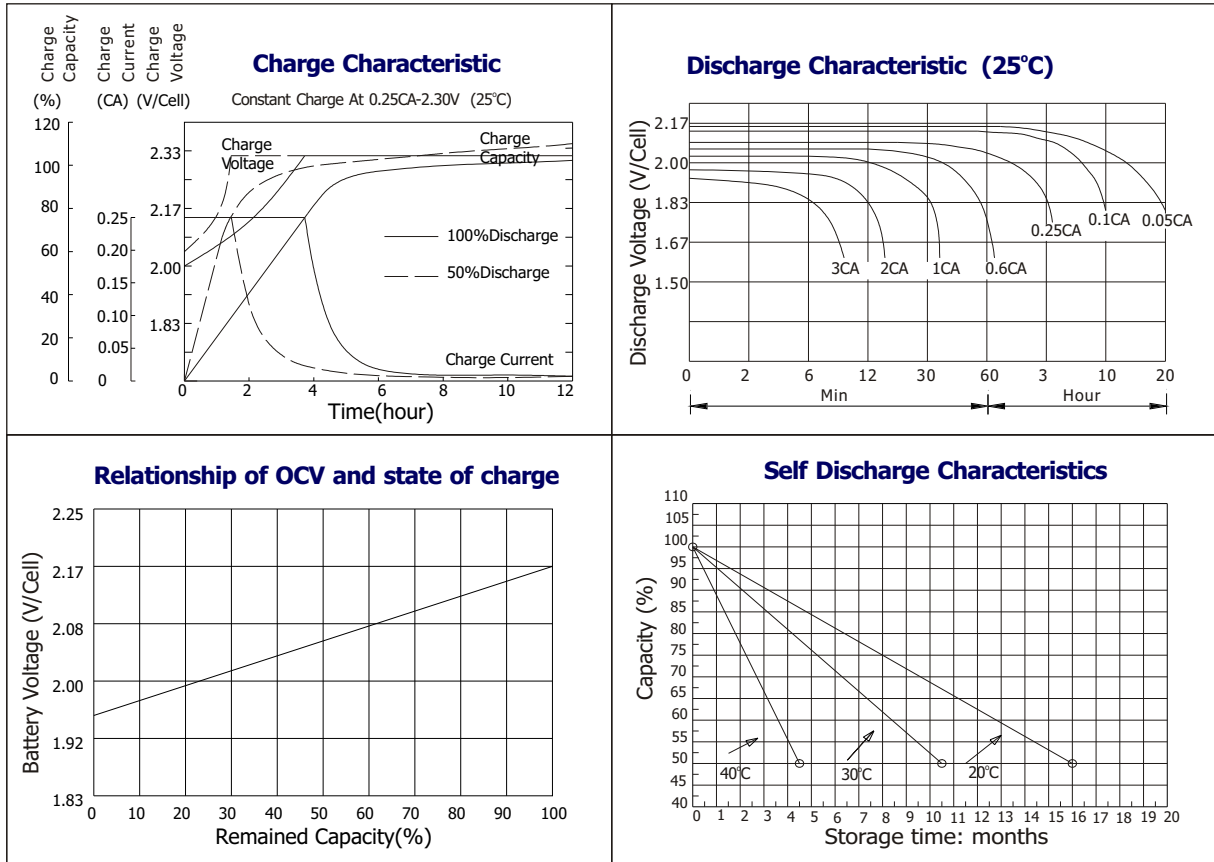 Charge Capacity
Charge Current
Charge Voltage
(%) (CA) (V/Cell)
Charge Characteristic
Constant Charge At 0.25CA-2.30V (25°C)
120
100
80
60
40
20
0
0.25
0.20
0.15
0.10
0.05
0
2.33
2.17
2.00
1.83
Charge Voltage
Charge Capacity
100%Discharge
50%Discharge
Charge Current
0 2 4 6 8 10 12
Time(hour)
Discharge Characteristic (25°C)
Discharge Voltage (V/Cell)
2.17
2.00
1.83
1.67
1.50
3CA 2CA 1CA 0.6CA 0.25CA 0.1CA 0.05CA
0 2 6 12 30 60 3 10 20
Min Hour
Relationship of OCV and state of charge
Battery Voltage (V/Cell)
2.25
2.17
2.08
2.00
1.92
1.83
0 10 20 30 40 50 60 70 80 90 100
Remained Capacity(%)
Self Discharge Characteristics
Capacity (%)
110
105
100
95
90
85
80
75
70
65
60
55
50
45
40
40°C 30°C 20°C
0 1 2 3 4 5 6 7 8 9 10 11 12 13 14 15 16 17 18 19 20
Storage time: months